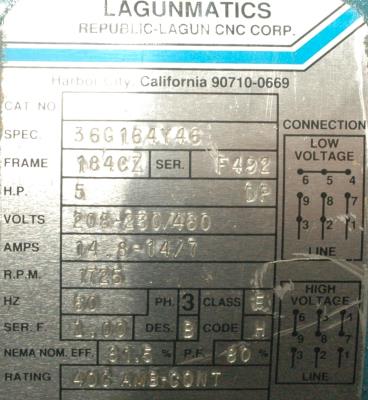 LAGUNMATICS
REPUBLIC-LAGUN CNC CORP.
Harbor City, California 90710-0669
CAT NO
SPEC. 36G184Y46
FRAME 184CZ SER. F492
H.P. 5 DP
VOLTS 208-230/460
AMPS 14.8-14/7
R.P.M. 1725
HZ 60 PH. 3 CLASS
SER. F. 1.00 DES. B CODE H
NEMA NOM. EFF. 81.5 % P.F. 80 %
RATING 40C AMB-CONT
CONNECTION
LOW
VOLTAGE
6 5 4
9 8 7
3 2 1
LINE
HIGH
VOLTAGE
6 5 4
9 8 7
3 2 1
LINE